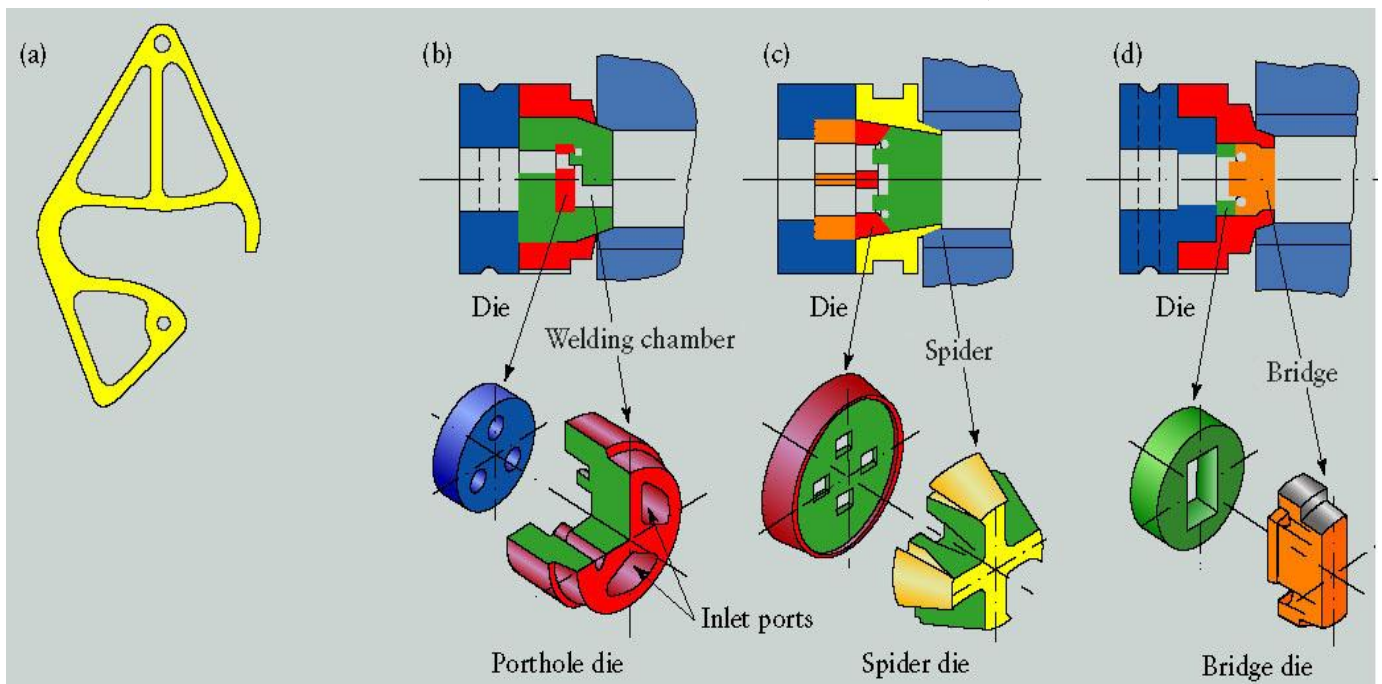 (a)
(b)
(c)
(d)
Die
Die
Die
Welding chamber
Spider
Bridge
Inlet ports
Porthole die
Spider die
Bridge die